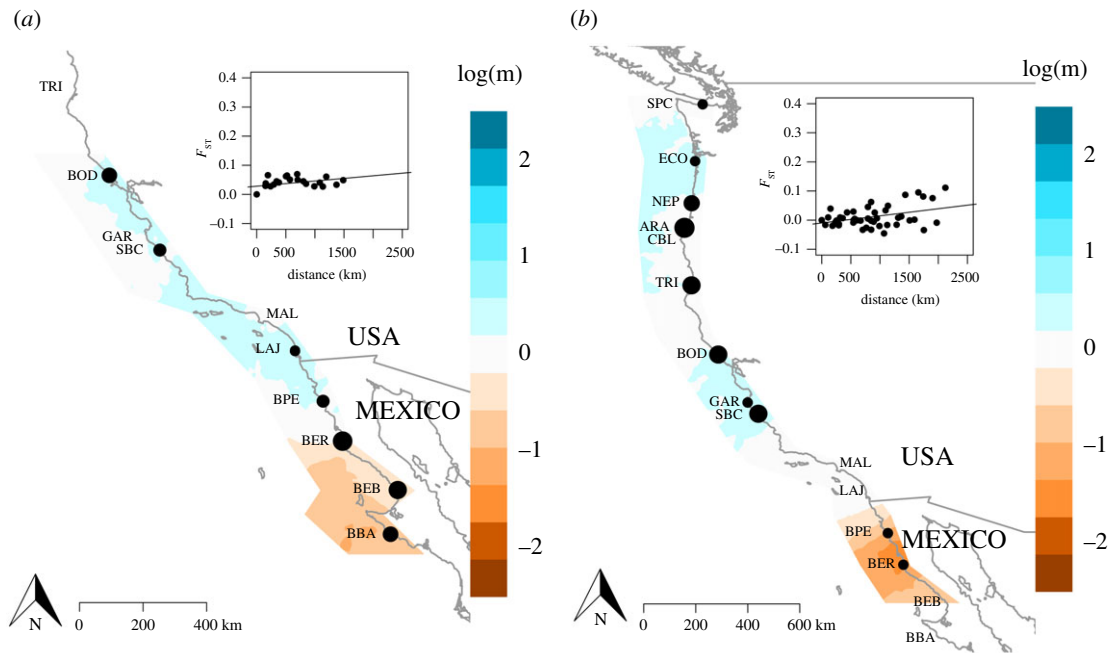 (a)
TRI
BOD
GAR
SBC
MAL
LAJ
BPE
BER
BEB
BBA
USA
MEXICO
F_ST
0.4
0.3
0.2
0.1
0.0
−0.1
0 500 1500 2500
distance (km)
log(m)
2
1
0
−1
−2
N
0 200 400 km
(b)
SPC
ECO
NEP
ARA
CBL
TRI
BOD
GAR
SBC
MAL
LAJ
BPE
BER
BEB
BBA
USA
MEXICO
F_ST
0.4
0.3
0.2
0.1
0.0
−0.1
0 500 1500 2500
distance (km)
log(m)
2
1
0
−1
−2
N
0 200 400 600 km